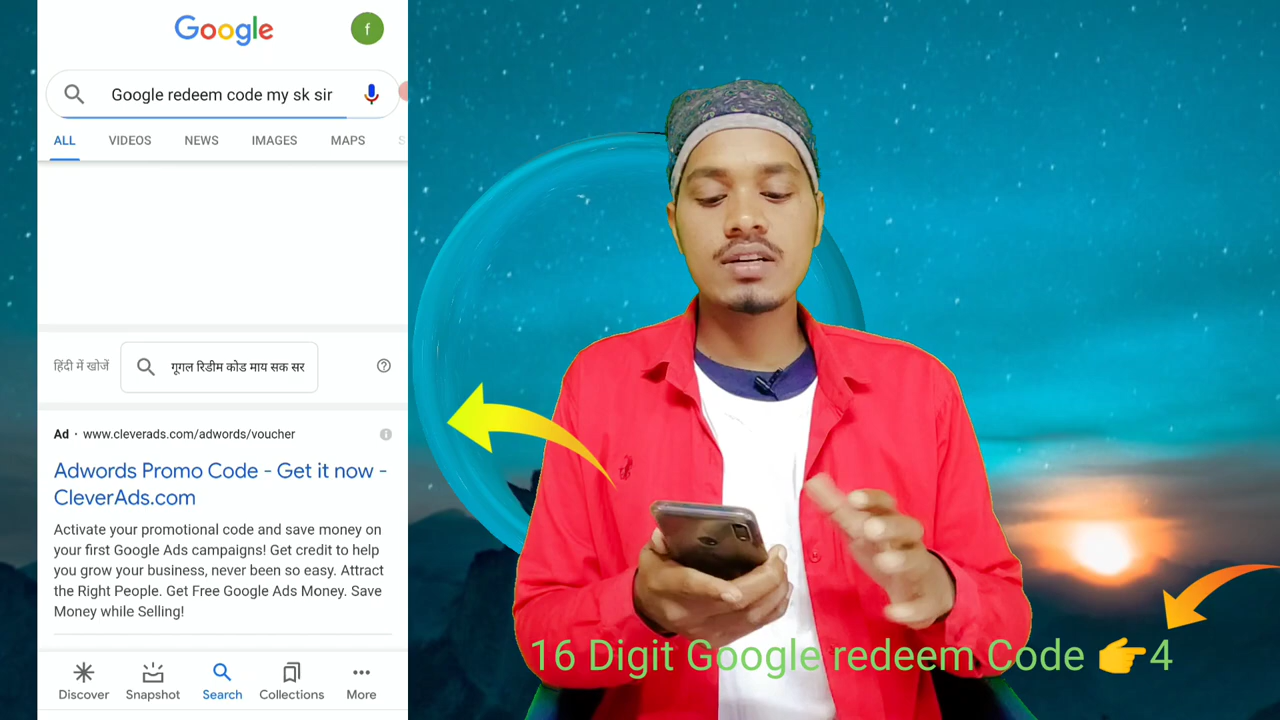 Google
f
Google redeem code my sk sir
ALL VIDEOS NEWS IMAGES MAPS S
हिंदी में खोजें
गूगल रिडीम कोड माय सक सर
Ad · www.cleverads.com/adwords/voucher
Adwords Promo Code - Get it now -
CleverAds.com
Activate your promotional code and save money on
your first Google Ads campaigns! Get credit to help
you grow your business, never been so easy. Attract
the Right People. Get Free Google Ads Money. Save
Money while Selling!
Discover Snapshot Search Collections More
16 Digit Google redeem Code 👉4